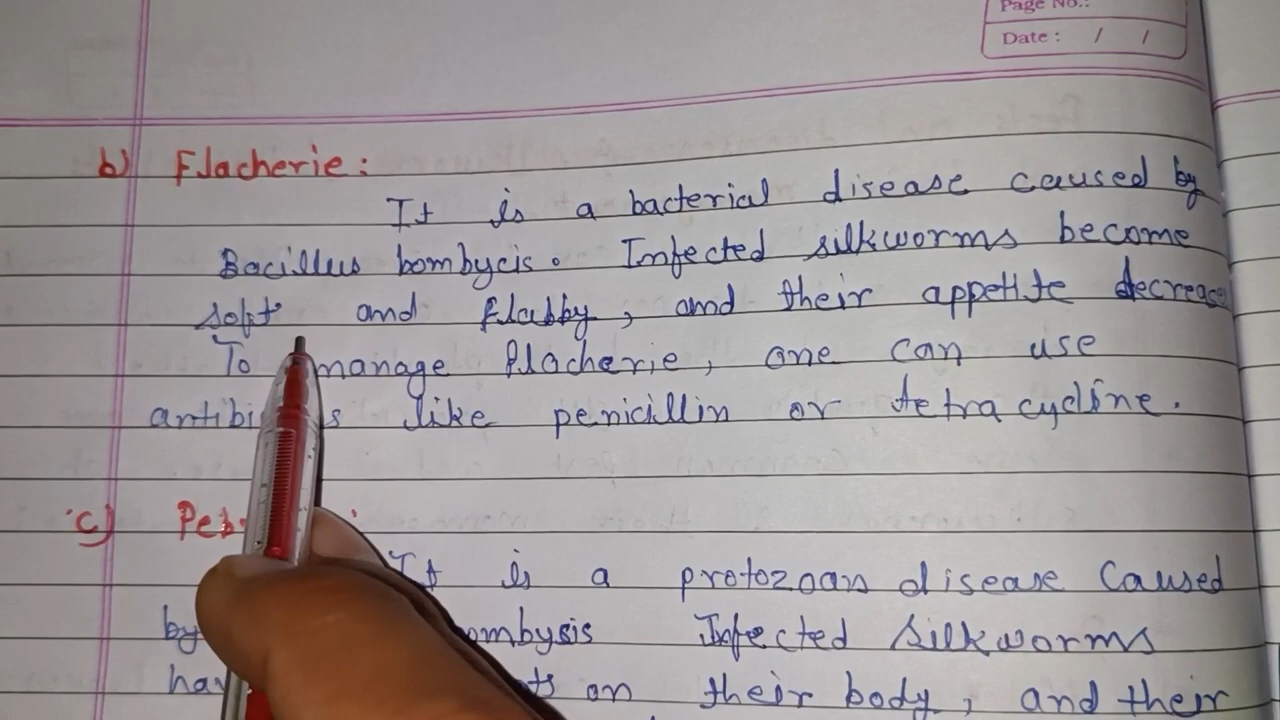 Page No.:
Date : / /
b) Flacherie :
It is a bacterial disease caused by
Bacillus bombycis. Infected silkworms become
soft and flabby, and their appetite decrease
To manage flacherie, one can use
like penicillin or tetracycline.
c)
It is a protozoan disease caused
by Infected silkworms
on their body, and their